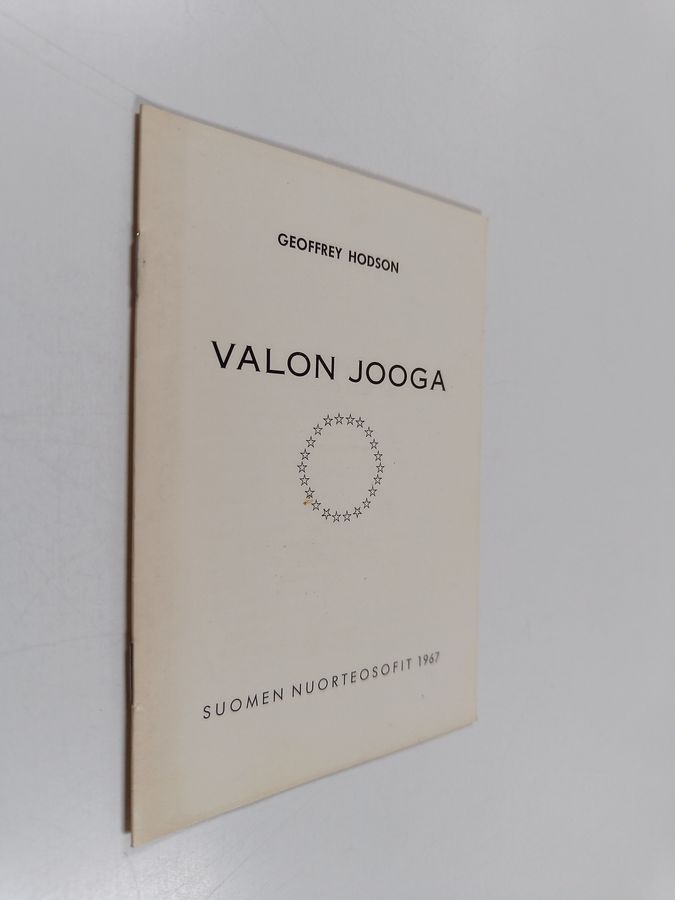 GEOFFREY HODSON
VALON JOOGA
SUOMEN NUORTEOSOFIT 1967